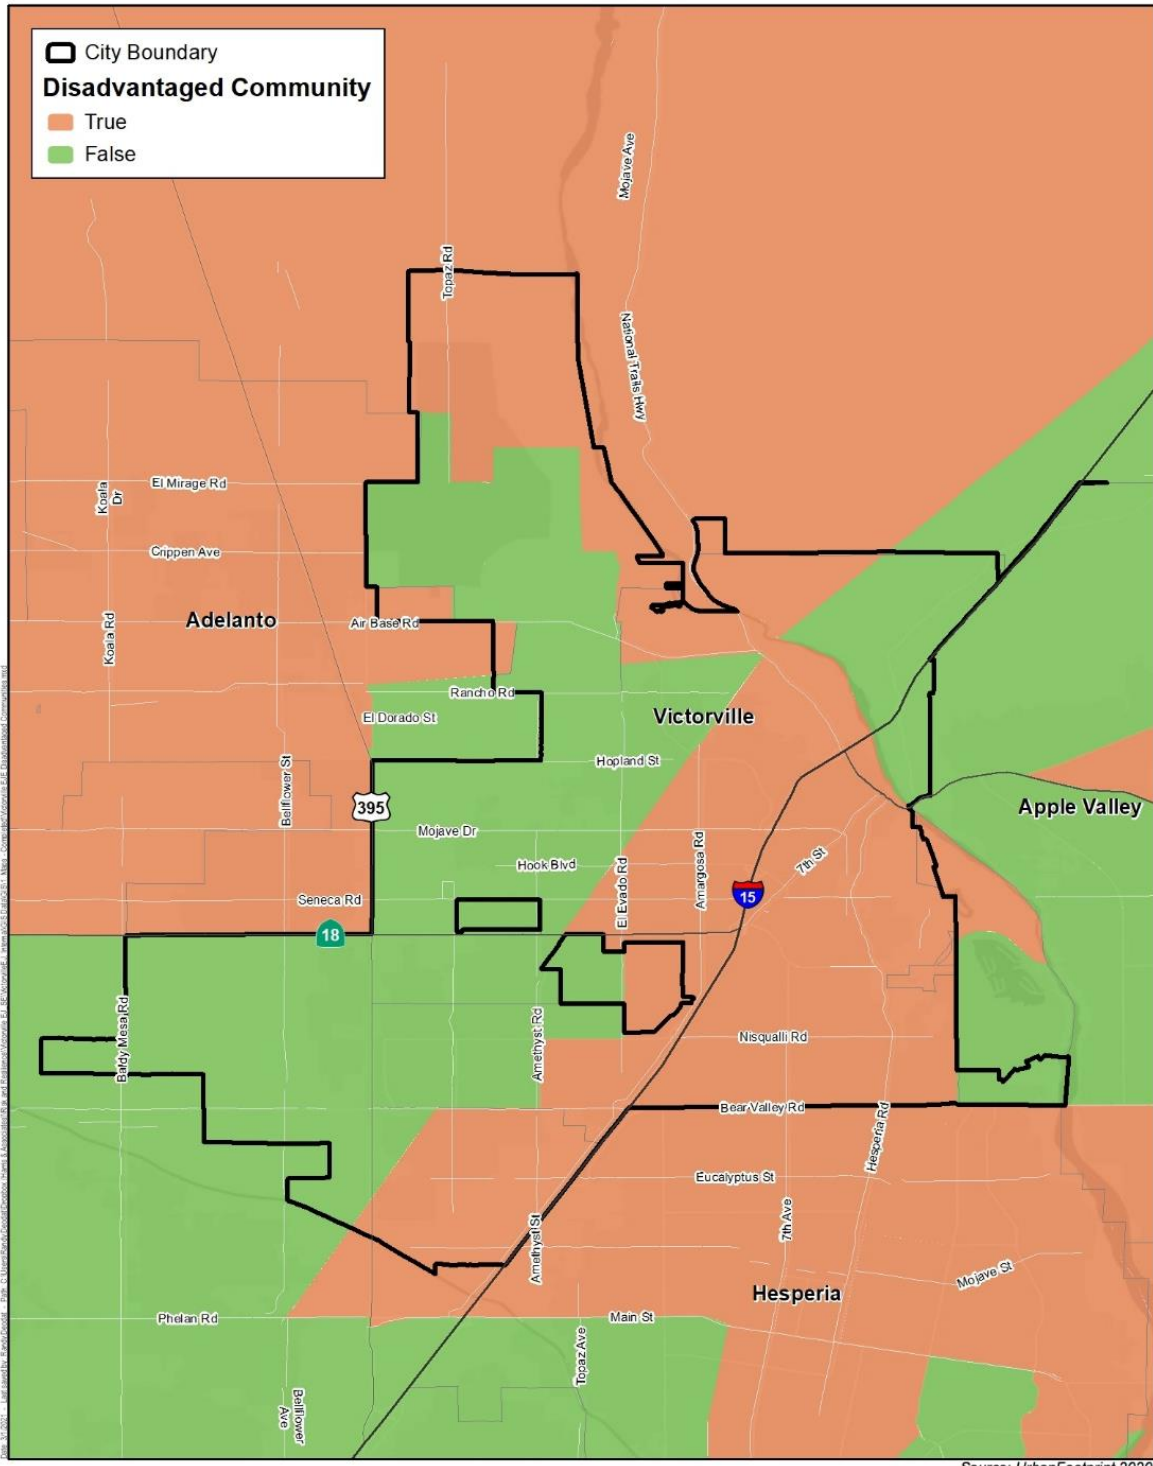 City Boundary
Disadvantaged Community
True
False
Mojave Ave
Topaz Rd
National Trails Hwy
El Mirage Rd
Koala
Dr
Crippen Ave
Adelanto
Koala Rd
Air Base Rd
Rancho Rd
El Dorado St
Victorville
Hopland St
Bellflower St
395
Apple Valley
Mojave Dr
Hook Blvd
7th St
El Evado Rd
Amargosa Rd
15
Seneca Rd
18
Baldy Mesa Rd
Amethyst Rd
Nisqualli Rd
Bear Valley Rd
Hesperia Rd
Eucalyptus St
7th Ave
Amethyst St
Mojave St
Hesperia
Phelan Rd
Main St
Topaz Ave
Bellflower
Ave
Source: UrbanFootprint 2020